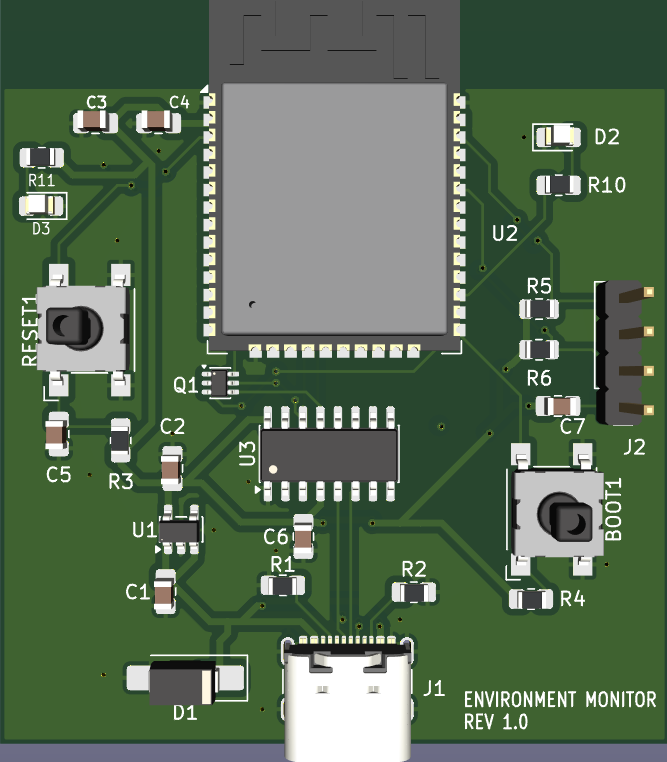 C3
C4
D2
R11
R10
D3
U2
RESET1
R5
R6
Q1
C7
J2
C2
U3
C5
R3
BOOT1
U1
C6
R1
R2
C1
R4
J1
D1
ENVIRONMENT MONITOR
REV 1.0